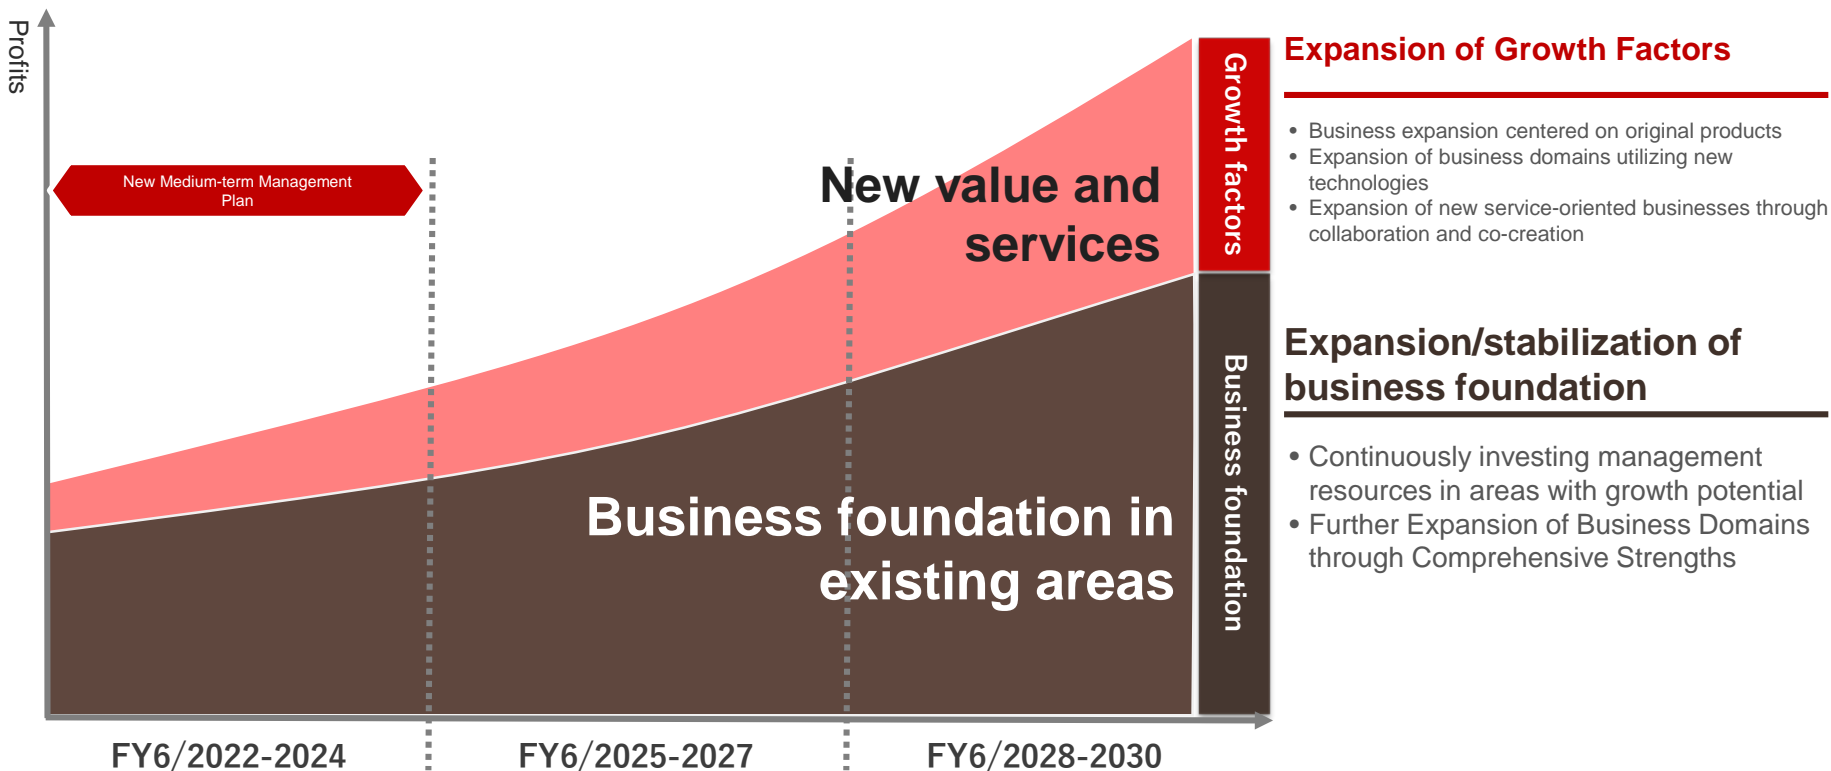 Profits
New Medium-term Management
Plan
New value and
services
Business foundation in
existing areas
Growth factors
Business foundation
Expansion of Growth Factors
• Business expansion centered on original products
• Expansion of business domains utilizing new
technologies
• Expansion of new service-oriented businesses through
collaboration and co-creation
Expansion/stabilization of
business foundation
• Continuously investing management
resources in areas with growth potential
• Further Expansion of Business Domains
through Comprehensive Strengths
FY6/2022-2024
FY6/2025-2027
FY6/2028-2030